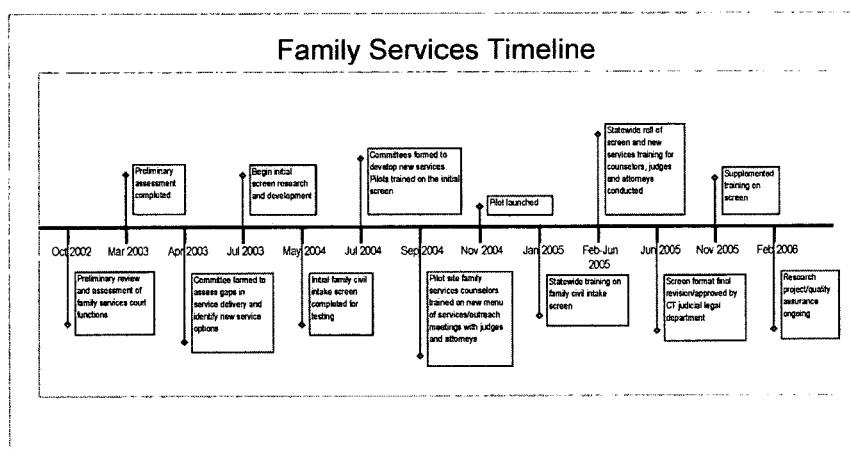 Family Services Timeline
Statewide roll of
screen and new
services training for
counselors, judges
and attorneys
conducted
Committees formed to
develop new services.
Pilots trained on the initial
screen
Preliminary
assessment
completed
Begin initial
screen research
and development
Supplemented
training on
screen
Pilot launched
Oct 2002
Mar 2003
Apr 2003
Jul 2003
May 2004
Jul 2004
Sep 2004
Nov 2004
Jan 2005
Feb-Jun
2005
Jun 2005
Nov 2005
Feb 2006
Preliminary review
and assessment of
family services court
functions
Committee formed to
assess gaps in
service delivery and
identify new service
options
Initial family civil
intake screen
completed for
testing
Pilot site family
services counselors
trained on new menu
of services/outreach
meetings with judges
and attorneys
Statewide training on
family civil intake
screen
Screen format final
revision/approved by
CT judicial legal
department
Research
project/quality
assurance
ongoing